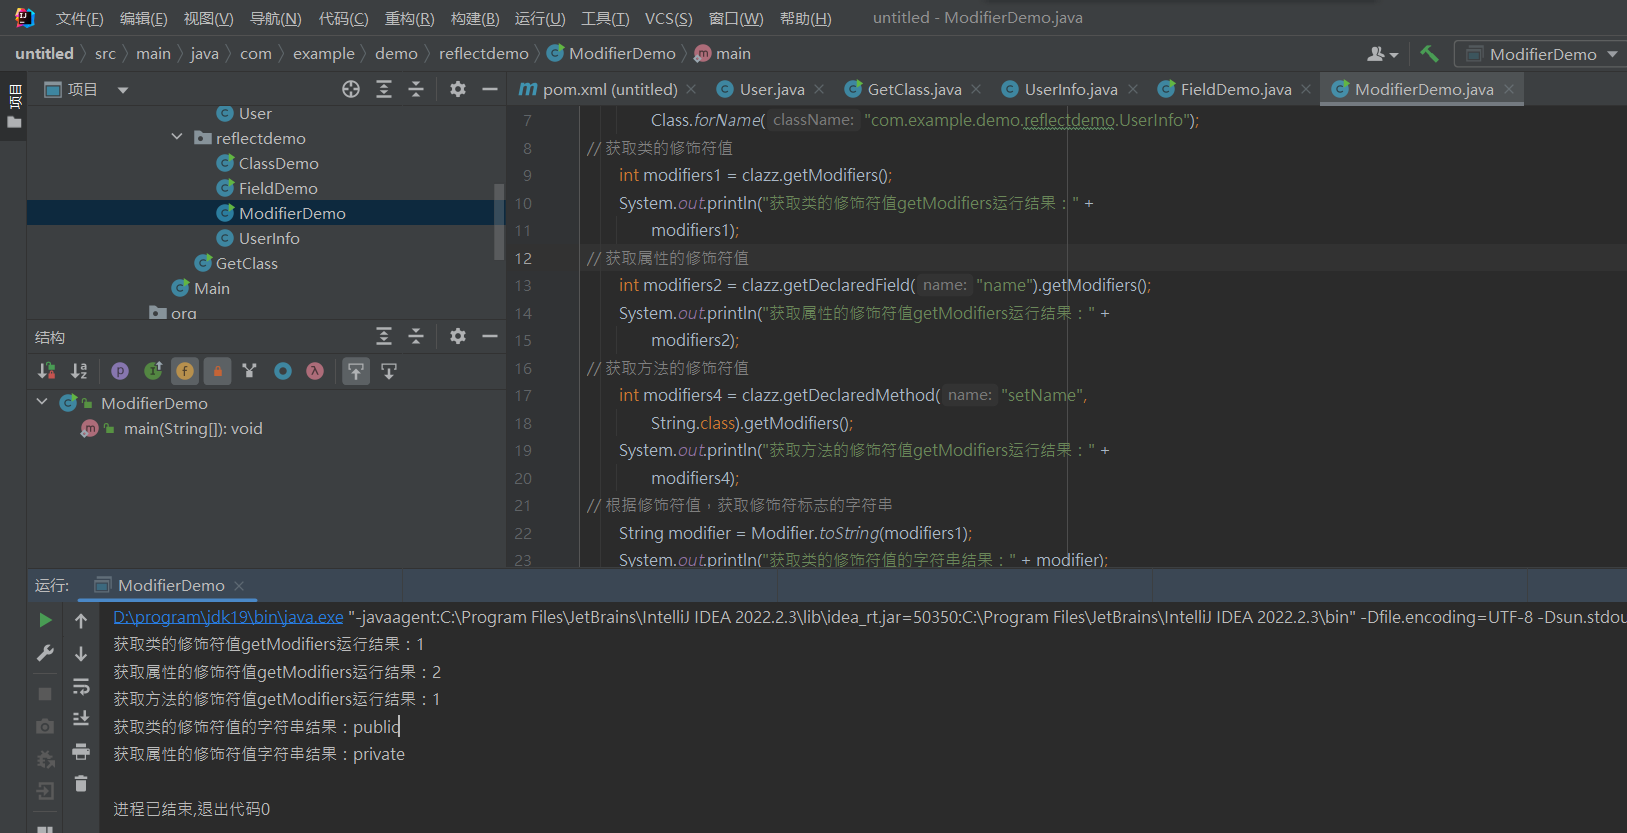 文件(F) 编辑(E) 视图(V) 导航(N) 代码(C) 重构(R) 构建(B) 运行(U) 工具(T) VCS(S) 窗口(W) 帮助(H) untitled - ModifierDemo.java
untitled src main java com example demo reflectdemo ModifierDemo main ModifierDemo
项目
项目
pom.xml (untitled) User.java GetClass.java UserInfo.java FieldDemo.java ModifierDemo.java
User
reflectdemo
ClassDemo
FieldDemo
ModifierDemo
UserInfo
GetClass
Main
org
结构
ModifierDemo
main(String[]): void
7 Class.forName( className: "com.example.demo.reflectdemo.UserInfo");
8 // 获取类的修饰符值
9 int modifiers1 = clazz.getModifiers();
10 System.out.println("获取类的修饰符值getModifiers运行结果：" +
11 modifiers1);
12 // 获取属性的修饰符值
13 int modifiers2 = clazz.getDeclaredField( name: "name").getModifiers();
14 System.out.println("获取属性的修饰符值getModifiers运行结果：" +
15 modifiers2);
16 // 获取方法的修饰符值
17 int modifiers4 = clazz.getDeclaredMethod( name: "setName",
18 String.class).getModifiers();
19 System.out.println("获取方法的修饰符值getModifiers运行结果：" +
20 modifiers4);
21 // 根据修饰符值，获取修饰符标志的字符串
22 String modifier = Modifier.toString(modifiers1);
23 System.out.println("获取类的修饰符值的字符串结果：" + modifier);
运行: ModifierDemo
D:\program\jdk19\bin\java.exe "-javaagent:C:\Program Files\JetBrains\IntelliJ IDEA 2022.2.3\lib\idea_rt.jar=50350:C:\Program Files\JetBrains\IntelliJ IDEA 2022.2.3\bin" -Dfile.encoding=UTF-8 -Dsun.stdou
获取类的修饰符值getModifiers运行结果：1
获取属性的修饰符值getModifiers运行结果：2
获取方法的修饰符值getModifiers运行结果：1
获取类的修饰符值的字符串结果：public
获取属性的修饰符值字符串结果：private
进程已结束,退出代码0